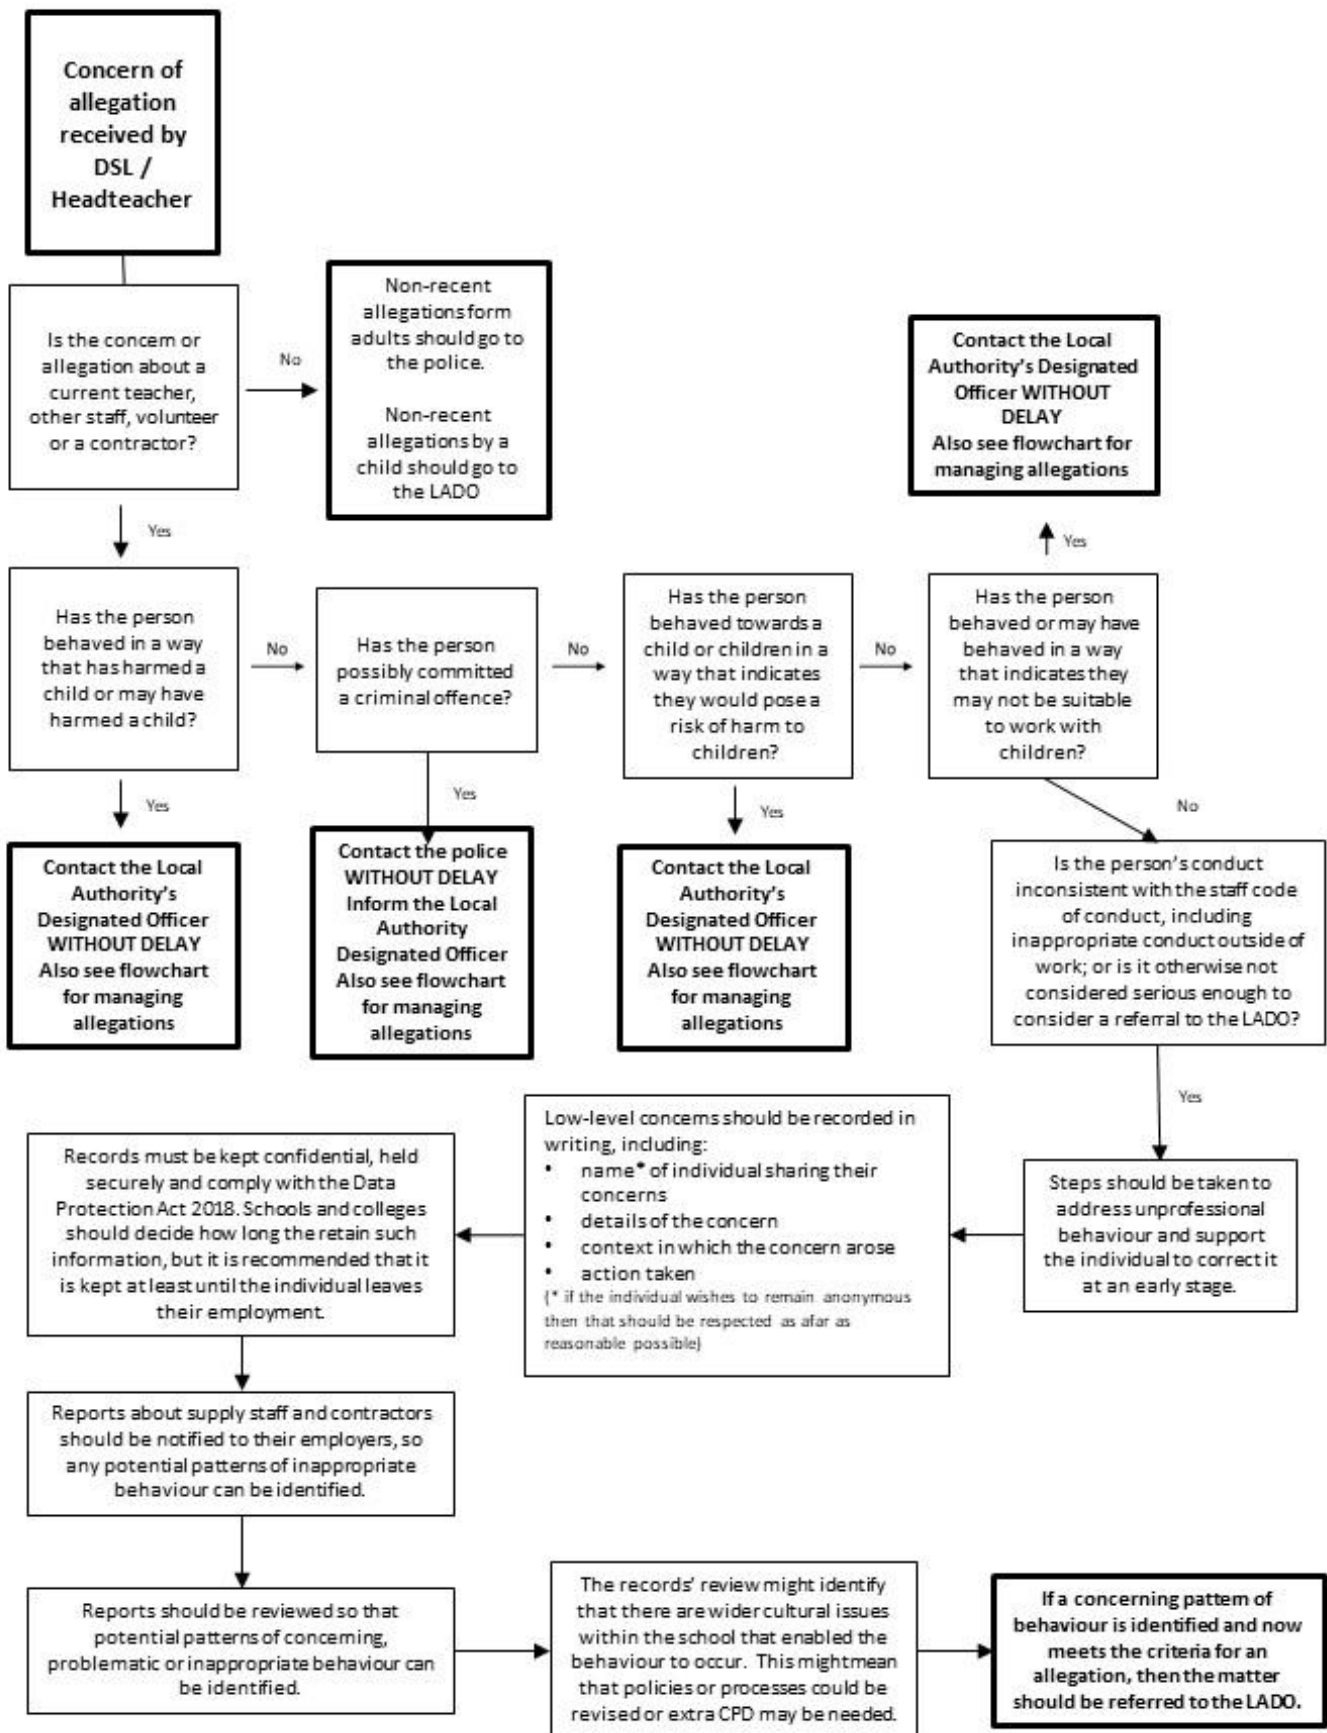 Concern of
allegation
received by
DSL /
Headteacher
Is the concern or
allegation about a
current teacher,
other staff, volunteer
or a contractor?
No
Non-recent
allegations form
adults should go to
the police.
Non-recent
allegations by a
child should go to
the LADO
Yes
Contact the Local
Authority's Designated
Officer WITHOUT
DELAY
Also see flowchart for
managing allegations
Yes
Has the person
behaved in a way
that has harmed a
child or may have
harmed a child?
No
Has the person
possibly committed
a criminal offence?
No
Has the person
behaved towards a
child or children in a
way that indicates
they would pose a
risk of harm to
children?
No
Has the person
behaved or may have
behaved in a way
that indicates they
may not be suitable
to work with
children?
Yes
Yes
Yes
No
Contact the Local
Authority's
Designated Officer
WITHOUT DELAY
Also see flowchart
for managing
allegations
Contact the police
WITHOUT DELAY
Inform the Local
Authority
Designated Officer
Also see flowchart
for managing
allegations
Contact the Local
Authority's
Designated Officer
WITHOUT DELAY
Also see flowchart
for managing
allegations
Is the person's conduct
inconsistent with the staff code
of conduct, including
inappropriate conduct outside of
work; or is it otherwise not
considered serious enough to
consider a referral to the LADO?
Yes
Steps should be taken to
address unprofessional
behaviour and support
the individual to correct it
at an early stage.
Low-level concerns should be recorded in
writing, including:
• name* of individual sharing their
concerns
• details of the concern
• context in which the concern arose
• action taken
(* if the individual wishes to remain anonymous
then that should be respected as afar as
reasonable possible)
Records must be kept confidential, held
securely and comply with the Data
Protection Act 2018. Schools and colleges
should decide how long the retain such
information, but it is recommended that it
is kept at least until the individual leaves
their employment.
Reports about supply staff and contractors
should be notified to their employers, so
any potential patterns of inappropriate
behaviour can be identified.
Reports should be reviewed so that
potential patterns of concerning,
problematic or inappropriate behaviour can
be identified.
The records' review might identify
that there are wider cultural issues
within the school that enabled the
behaviour to occur. This mightmean
that policies or processes could be
revised or extra CPD may be needed.
If a concerning pattern of
behaviour is identified and now
meets the criteria for an
allegation, then the matter
should be referred to the LADO.